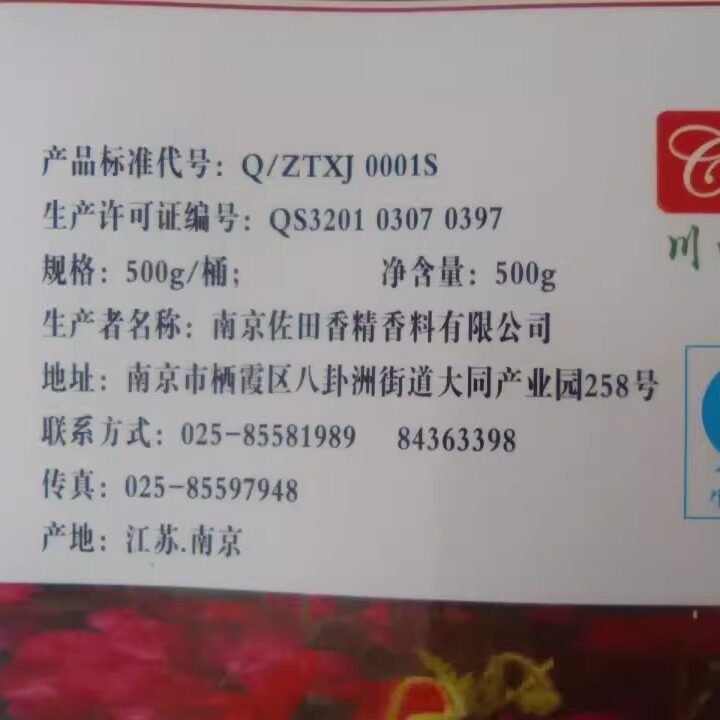 产品标准代号：Q/ZTXJ 0001S
生产许可证编号：QS3201 0307 0397
规格：500g/桶； 净含量：500g
生产者名称：南京佐田香精香料有限公司
地址：南京市栖霞区八卦洲街道大同产业园258号
联系方式：025-85581989 84363398
传真：025-85597948
产地：江苏.南京
川